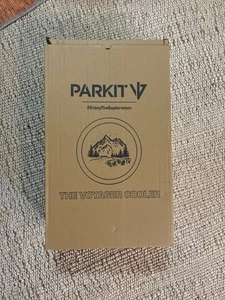 PARKIT
#EnjoyTheExploration
THE VOYAGER COOLER